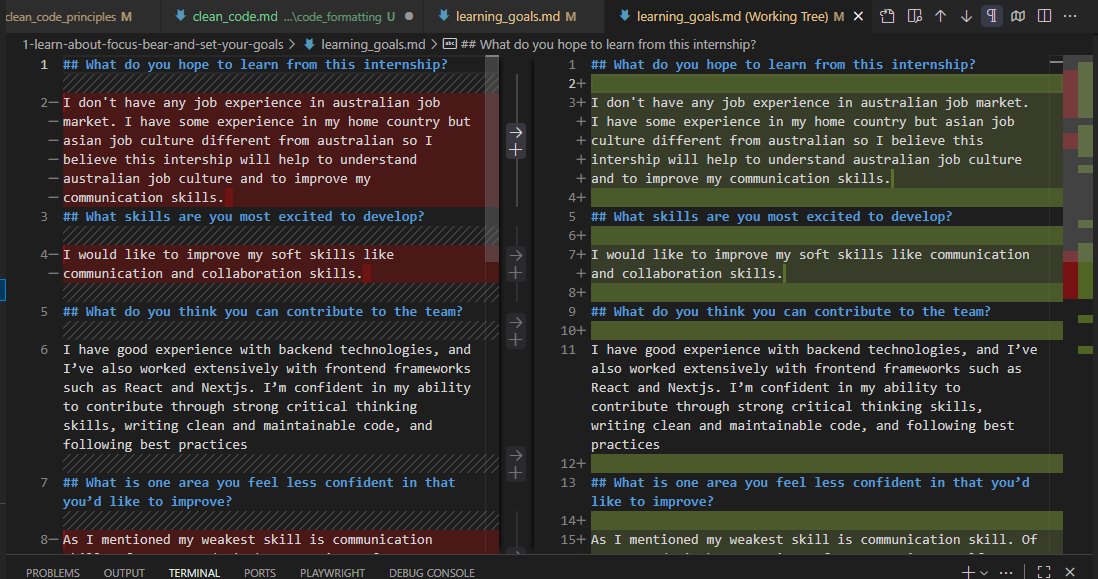 clean_code_principles M
clean_code.md ...\code_formatting U
learning_goals.md M
learning_goals.md (Working Tree) M
1-learn-about-focus-bear-and-set-your-goals > learning_goals.md > ## What do you hope to learn from this internship?
1 ## What do you hope to learn from this internship?
2— I don't have any job experience in australian job
— market. I have some experience in my home country but
— asian job culture different from australian so I
— believe this intership will help to understand
— australian job culture and to improve my
— communication skills.
3 ## What skills are you most excited to develop?
4— I would like to improve my soft skills like
— communication and collaboration skills.
5 ## What do you think you can contribute to the team?
6 I have good experience with backend technologies, and
I’ve also worked extensively with frontend frameworks
such as React and Nextjs. I’m confident in my ability
to contribute through strong critical thinking
skills, writing clean and maintainable code, and
following best practices
7 ## What is one area you feel less confident in that
you’d like to improve?
8— As I mentioned my weakest skill is communication
1 ## What do you hope to learn from this internship?
2+
3+ I don't have any job experience in australian job market.
+ I have some experience in my home country but asian job
+ culture different from australian so I believe this
+ intership will help to understand australian job culture
+ and to improve my communication skills.
4+
5 ## What skills are you most excited to develop?
6+
7+ I would like to improve my soft skills like communication
+ and collaboration skills.
8+
9 ## What do you think you can contribute to the team?
10+
11 I have good experience with backend technologies, and I’ve
also worked extensively with frontend frameworks such as
React and Nextjs. I’m confident in my ability to
contribute through strong critical thinking skills,
writing clean and maintainable code, and following best
practices
12+
13 ## What is one area you feel less confident in that you’d
like to improve?
14+
15+ As I mentioned my weakest skill is communication skill. Of
PROBLEMS OUTPUT TERMINAL PORTS PLAYWRIGHT DEBUG CONSOLE